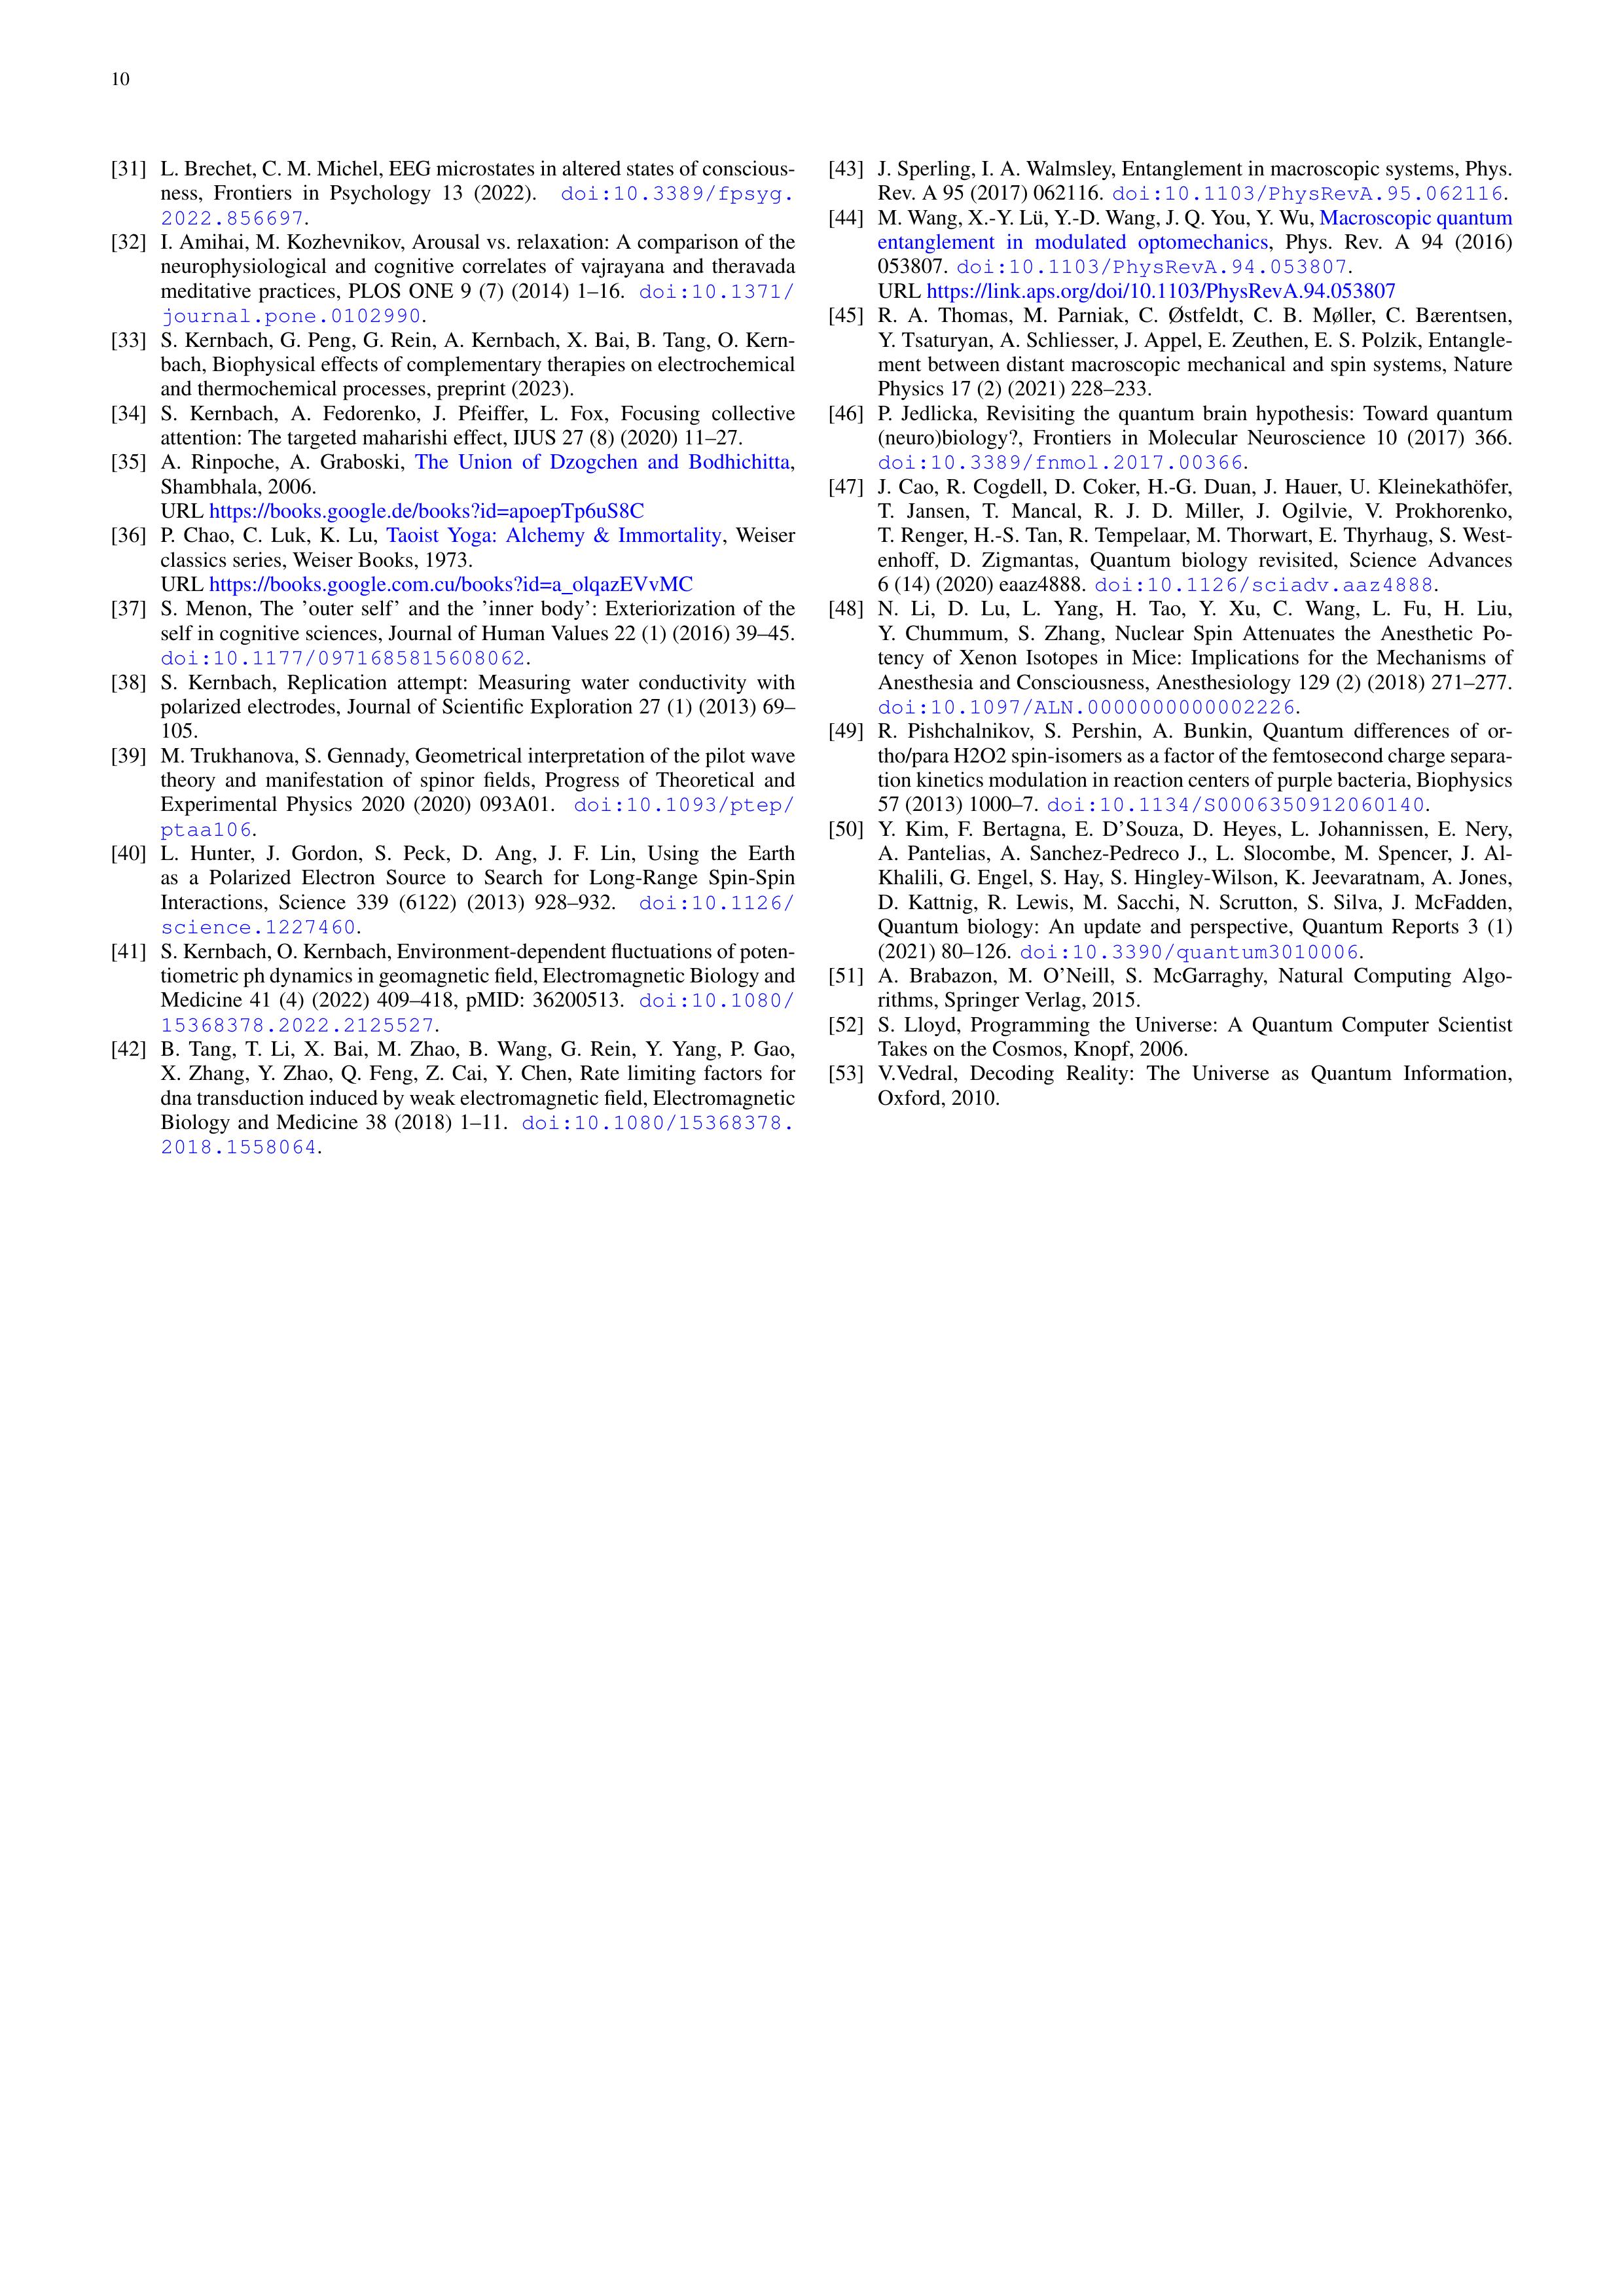 10
[31] L. Brechet, C. M. Michel, EEG microstates in altered states of conscious-
ness, Frontiers in Psychology 13 (2022). doi:10.3389/fpsyg.
2022.856697.
[32] I. Amihai, M. Kozhevnikov, Arousal vs. relaxation: A comparison of the
neurophysiological and cognitive correlates of vajrayana and theravada
meditative practices, PLOS ONE 9 (7) (2014) 1–16. doi:10.1371/
journal.pone.0102990.
[33] S. Kernbach, G. Peng, G. Rein, A. Kernbach, X. Bai, B. Tang, O. Kern-
bach, Biophysical effects of complementary therapies on electrochemical
and thermochemical processes, preprint (2023).
[34] S. Kernbach, A. Fedorenko, J. Pfeiffer, L. Fox, Focusing collective
attention: The targeted maharishi effect, IJUS 27 (8) (2020) 11–27.
[35] A. Rinpoche, A. Graboski, The Union of Dzogchen and Bodhichitta,
Shambhala, 2006.
URL https://books.google.de/books?id=apoepTp6uS8C
[36] P. Chao, C. Luk, K. Lu, Taoist Yoga: Alchemy & Immortality, Weiser
classics series, Weiser Books, 1973.
URL https://books.google.com.cu/books?id=a_olqazEVvMC
[37] S. Menon, The ’outer self’ and the ’inner body’: Exteriorization of the
self in cognitive sciences, Journal of Human Values 22 (1) (2016) 39–45.
doi:10.1177/0971685815608062.
[38] S. Kernbach, Replication attempt: Measuring water conductivity with
polarized electrodes, Journal of Scientific Exploration 27 (1) (2013) 69–
105.
[39] M. Trukhanova, S. Gennady, Geometrical interpretation of the pilot wave
theory and manifestation of spinor fields, Progress of Theoretical and
Experimental Physics 2020 (2020) 093A01. doi:10.1093/ptep/
ptaa106.
[40] L. Hunter, J. Gordon, S. Peck, D. Ang, J. F. Lin, Using the Earth
as a Polarized Electron Source to Search for Long-Range Spin-Spin
Interactions, Science 339 (6122) (2013) 928–932. doi:10.1126/
science.1227460.
[41] S. Kernbach, O. Kernbach, Environment-dependent fluctuations of poten-
tiometric ph dynamics in geomagnetic field, Electromagnetic Biology and
Medicine 41 (4) (2022) 409–418, pMID: 36200513. doi:10.1080/
15368378.2022.2125527.
[42] B. Tang, T. Li, X. Bai, M. Zhao, B. Wang, G. Rein, Y. Yang, P. Gao,
X. Zhang, Y. Zhao, Q. Feng, Z. Cai, Y. Chen, Rate limiting factors for
dna transduction induced by weak electromagnetic field, Electromagnetic
Biology and Medicine 38 (2018) 1–11. doi:10.1080/15368378.
2018.1558064.
[43] J. Sperling, I. A. Walmsley, Entanglement in macroscopic systems, Phys.
Rev. A 95 (2017) 062116. doi:10.1103/PhysRevA.95.062116.
[44] M. Wang, X.-Y. Lü, Y.-D. Wang, J. Q. You, Y. Wu, Macroscopic quantum
entanglement in modulated optomechanics, Phys. Rev. A 94 (2016)
053807. doi:10.1103/PhysRevA.94.053807.
URL https://link.aps.org/doi/10.1103/PhysRevA.94.053807
[45] R. A. Thomas, M. Parniak, C. Østfeldt, C. B. Møller, C. Bærentsen,
Y. Tsaturyan, A. Schliesser, J. Appel, E. Zeuthen, E. S. Polzik, Entangle-
ment between distant macroscopic mechanical and spin systems, Nature
Physics 17 (2) (2021) 228–233.
[46] P. Jedlicka, Revisiting the quantum brain hypothesis: Toward quantum
(neuro)biology?, Frontiers in Molecular Neuroscience 10 (2017) 366.
doi:10.3389/fnmol.2017.00366.
[47] J. Cao, R. Cogdell, D. Coker, H.-G. Duan, J. Hauer, U. Kleinekathöfer,
T. Jansen, T. Mancal, R. J. D. Miller, J. Ogilvie, V. Prokhorenko,
T. Renger, H.-S. Tan, R. Tempelaar, M. Thorwart, E. Thyrhaug, S. West-
enhoff, D. Zigmantas, Quantum biology revisited, Science Advances
6 (14) (2020) eaaz4888. doi:10.1126/sciadv.aaz4888.
[48] N. Li, D. Lu, L. Yang, H. Tao, Y. Xu, C. Wang, L. Fu, H. Liu,
Y. Chummum, S. Zhang, Nuclear Spin Attenuates the Anesthetic Po-
tency of Xenon Isotopes in Mice: Implications for the Mechanisms of
Anesthesia and Consciousness, Anesthesiology 129 (2) (2018) 271–277.
doi:10.1097/ALN.0000000000002226.
[49] R. Pishchalnikov, S. Pershin, A. Bunkin, Quantum differences of or-
tho/para H2O2 spin-isomers as a factor of the femtosecond charge separa-
tion kinetics modulation in reaction centers of purple bacteria, Biophysics
57 (2013) 1000–7. doi:10.1134/S0006350912060140.
[50] Y. Kim, F. Bertagna, E. D’Souza, D. Heyes, L. Johannissen, E. Nery,
A. Pantelias, A. Sanchez-Pedreco J., L. Slocombe, M. Spencer, J. Al-
Khalili, G. Engel, S. Hay, S. Hingley-Wilson, K. Jeevaratnam, A. Jones,
D. Kattnig, R. Lewis, M. Sacchi, N. Scrutton, S. Silva, J. McFadden,
Quantum biology: An update and perspective, Quantum Reports 3 (1)
(2021) 80–126. doi:10.3390/quantum3010006.
[51] A. Brabazon, M. O’Neill, S. McGarraghy, Natural Computing Algo-
rithms, Springer Verlag, 2015.
[52] S. Lloyd, Programming the Universe: A Quantum Computer Scientist
Takes on the Cosmos, Knopf, 2006.
[53] V.Vedral, Decoding Reality: The Universe as Quantum Information,
Oxford, 2010.